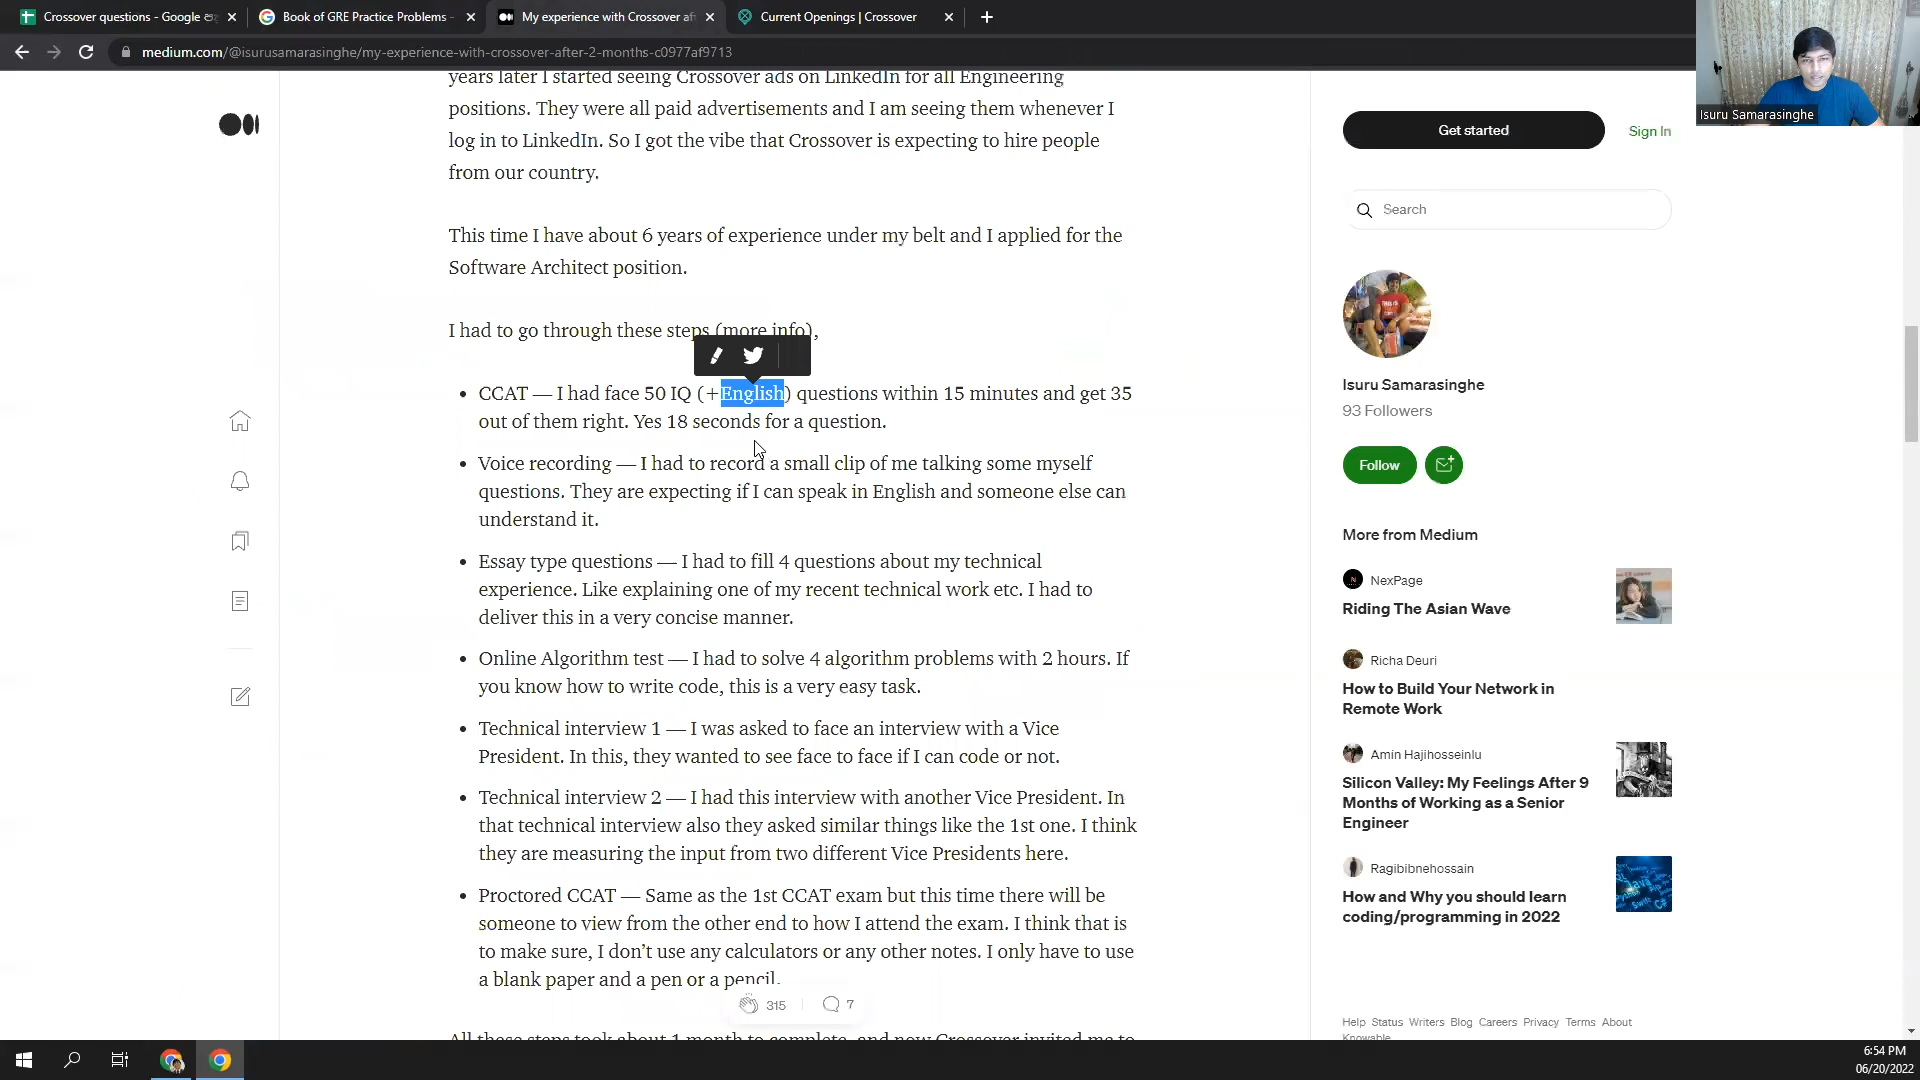 Crossover questions - Google
Book of GRE Practice Problems -
My experience with Crossover af
Current Openings | Crossover
medium.com/@isurusamarasinghe/my-experience-with-crossover-after-2-months-c0977af9713
Isuru Samarasinghe
years later I started seeing Crossover ads on LinkedIn for all Engineering
positions. They were all paid advertisements and I am seeing them whenever I
log in to LinkedIn. So I got the vibe that Crossover is expecting to hire people
from our country.
This time I have about 6 years of experience under my belt and I applied for the
Software Architect position.
I had to go through these steps (more info),
• CCAT — I had face 50 IQ (+English) questions within 15 minutes and get 35
out of them right. Yes 18 seconds for a question.
• Voice recording — I had to record a small clip of me talking some myself
questions. They are expecting if I can speak in English and someone else can
understand it.
• Essay type questions — I had to fill 4 questions about my technical
experience. Like explaining one of my recent technical work etc. I had to
deliver this in a very concise manner.
• Online Algorithm test — I had to solve 4 algorithm problems with 2 hours. If
you know how to write code, this is a very easy task.
• Technical interview 1 — I was asked to face an interview with a Vice
President. In this, they wanted to see face to face if I can code or not.
• Technical interview 2 — I had this interview with another Vice President. In
that technical interview also they asked similar things like the 1st one. I think
they are measuring the input from two different Vice Presidents here.
• Proctored CCAT — Same as the 1st CCAT exam but this time there will be
someone to view from the other end to how I attend the exam. I think that is
to make sure, I don't use any calculators or any other notes. I only have to use
a blank paper and a pen or a pencil.
315
7
All these steps took about 1 month to complete, and now Crossover invited me to
Get started
Sign In
Search
Isuru Samarasinghe
93 Followers
Follow
More from Medium
NexPage
Riding The Asian Wave
Richa Deuri
How to Build Your Network in
Remote Work
Amin Hajihosseinlu
Silicon Valley: My Feelings After 9
Months of Working as a Senior
Engineer
Ragibibnehossain
How and Why you should learn
coding/programming in 2022
Help Status Writers Blog Careers Privacy Terms About
Knowable
6:54 PM
06/20/2022